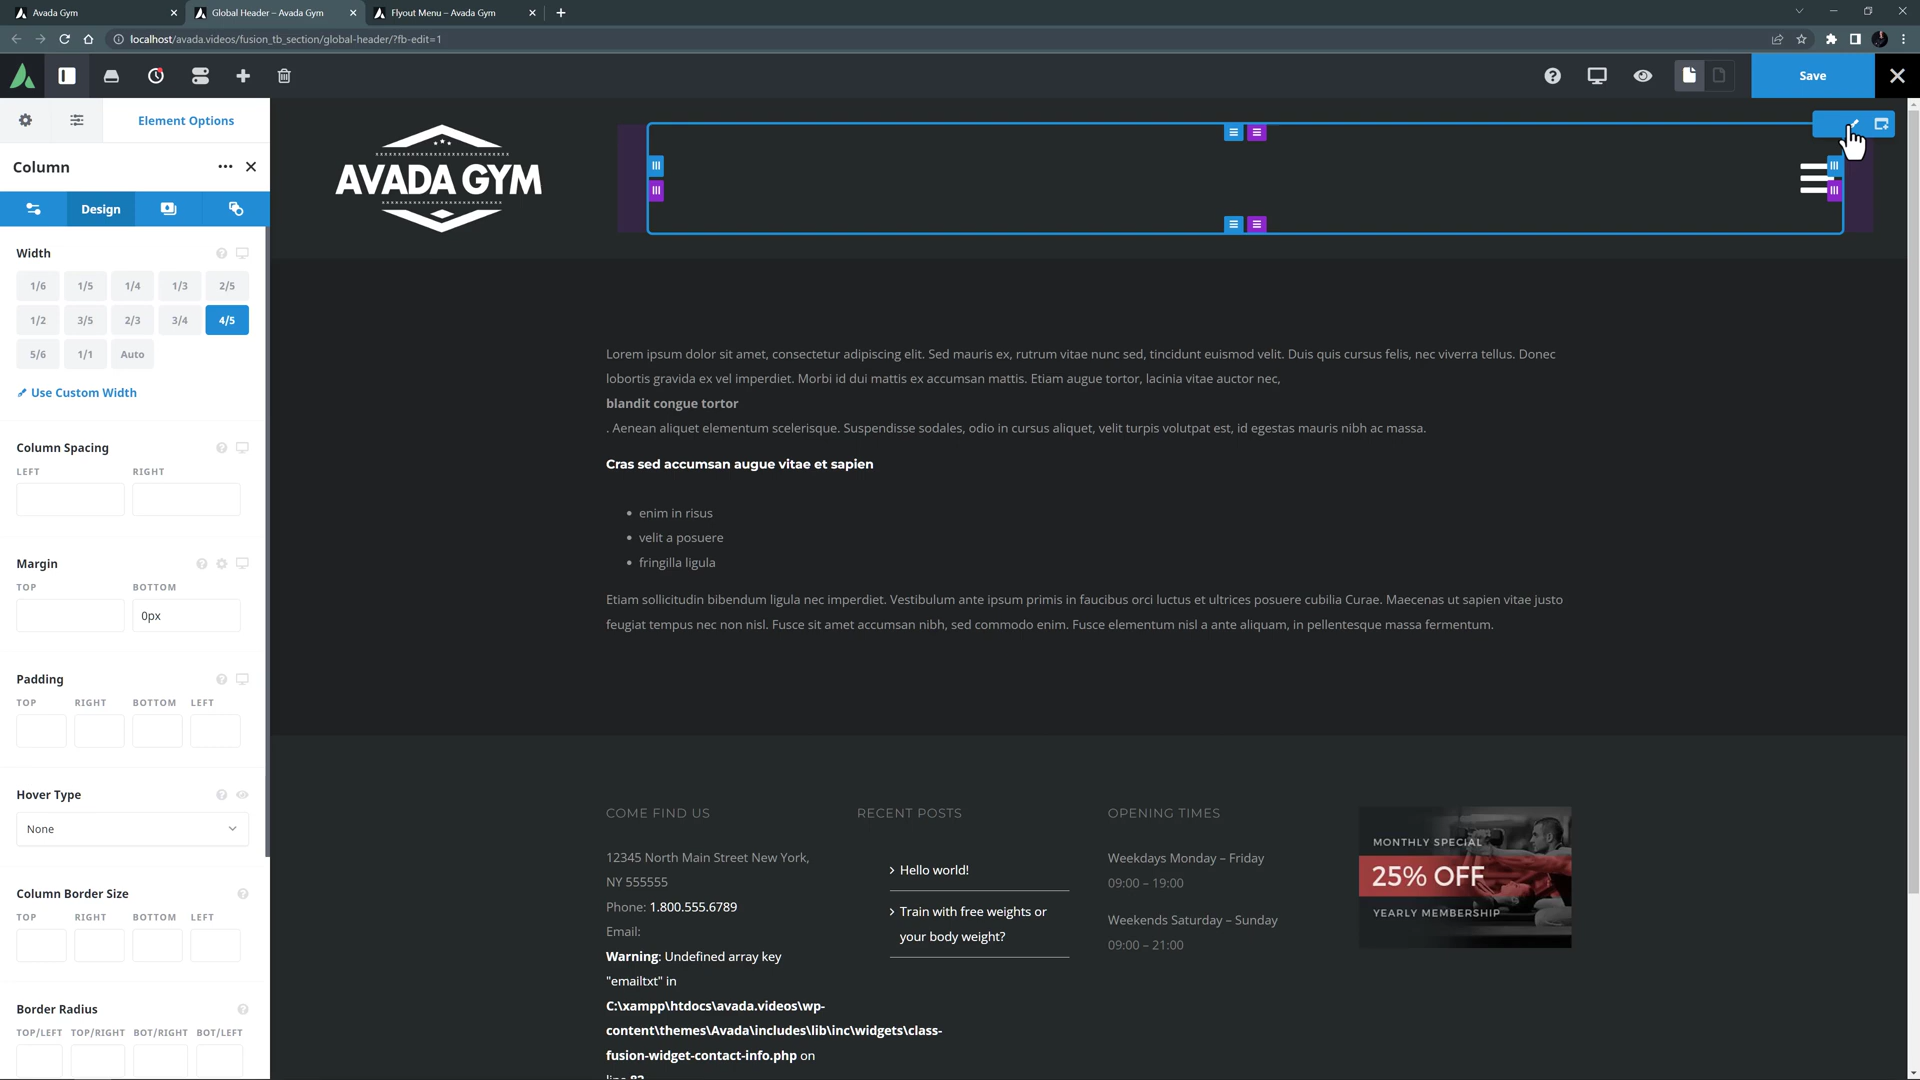 Avada Gym
Global Header – Avada Gym
Flyout Menu – Avada Gym
localhost/avada.videos/fusion_tb_section/global-header/?fb-edit=1
Save
Element Options
Column
Design
Width
1/6
1/5
1/4
1/3
2/5
1/2
3/5
2/3
3/4
4/5
5/6
1/1
Auto
Use Custom Width
Column Spacing
LEFT
RIGHT
Margin
TOP
BOTTOM
0px
Padding
TOP
RIGHT
BOTTOM
LEFT
Hover Type
None
Column Border Size
TOP
RIGHT
BOTTOM
LEFT
Border Radius
TOP/LEFT
TOP/RIGHT
BOT/RIGHT
BOT/LEFT
AVADA GYM
Lorem ipsum dolor sit amet, consectetur adipiscing elit. Sed mauris ex, rutrum vitae nunc sed, tincidunt euismod velit. Duis quis cursus felis, nec viverra tellus. Donec
lobortis gravida ex vel imperdiet. Morbi id dui mattis ex accumsan mattis. Etiam augue tortor, lacinia vitae auctor nec,
blandit congue tortor
. Aenean aliquet elementum scelerisque. Suspendisse sodales, odio in cursus aliquet, velit turpis volutpat est, id egestas mauris nibh ac massa.
Cras sed accumsan augue vitae et sapien
enim in risus
velit a posuere
fringilla ligula
Etiam sollicitudin bibendum ligula nec imperdiet. Vestibulum ante ipsum primis in faucibus orci luctus et ultrices posuere cubilia Curae. Maecenas ut sapien vitae justo
feugiat tempus nec non nisl. Fusce sit amet accumsan nibh, sed commodo enim. Fusce elementum nisl a ante aliquam, in pellentesque massa fermentum.
COME FIND US
12345 North Main Street New York,
NY 555555
Phone: 1.800.555.6789
Email:
Warning: Undefined array key
"emailtxt" in
C:\xampp\htdocs\avada.videos\wp-
content\themes\Avada\includes\lib\inc\widgets\class-
fusion-widget-contact-info.php on
line 82
RECENT POSTS
Hello world!
Train with free weights or
your body weight?
OPENING TIMES
Weekdays Monday – Friday
09:00 – 19:00
Weekends Saturday – Sunday
09:00 – 21:00
MONTHLY SPECIAL
25% OFF
YEARLY MEMBERSHIP